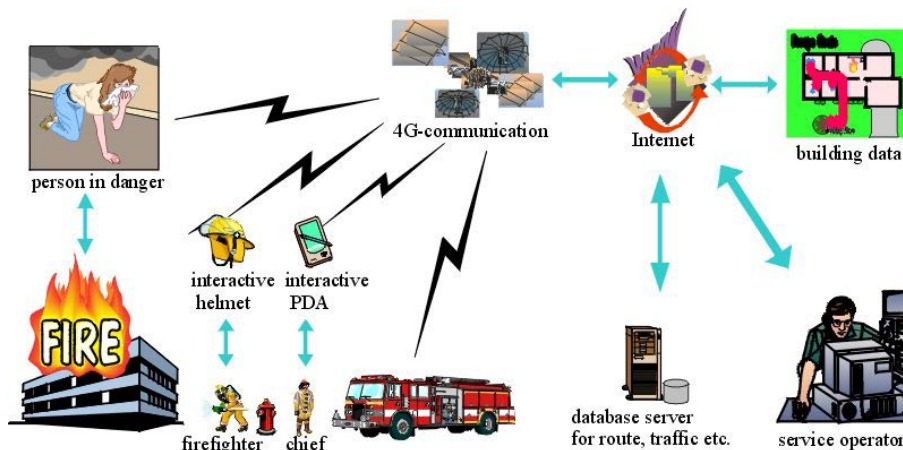 4G-communication
Internet
building data
person in danger
interactive
helmet
interactive
PDA
FIRE
firefighter
chief
database server
for route, traffic etc.
service operator